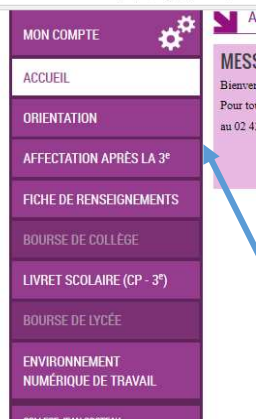 MON COMPTE
ACCUEIL
ORIENTATION
AFFECTATION APRÈS LA 3e
FICHE DE RENSEIGNEMENTS
BOURSE DE COLLÈGE
LIVRET SCOLAIRE (CP - 3e)
BOURSE DE LYCÉE
ENVIRONNEMENT
NUMÉRIQUE DE TRAVAIL
A
MESS
Bienven
Pour tou
au 02 4